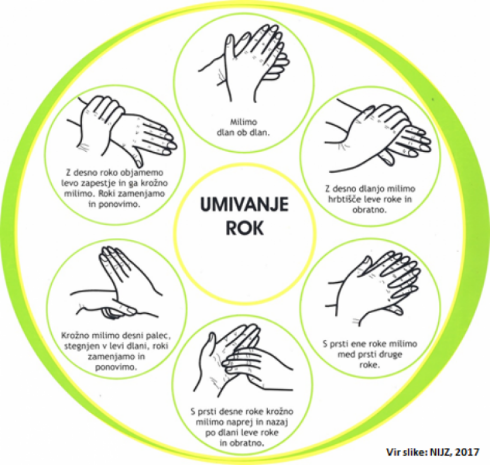 UMIVANJE
ROK
Milimo
dlan ob dlan.
Z desno dlanjo milimo
hrbtišče leve roke in
obratno.
S prsti ene roke milimo
med prsti druge
roke.
S prsti desne roke krožno
milimo naprej in nazaj
po dlani leve roke
in obratno.
Krožno milimo desni palec,
stegnjen v levi dlani, roki
zamenjamo in
ponovimo.
Z desno roko objamemo
levo zapestje in ga krožno
milimo. Roki zamenjamo
in ponovimo.
Vir slike: NIJZ, 2017